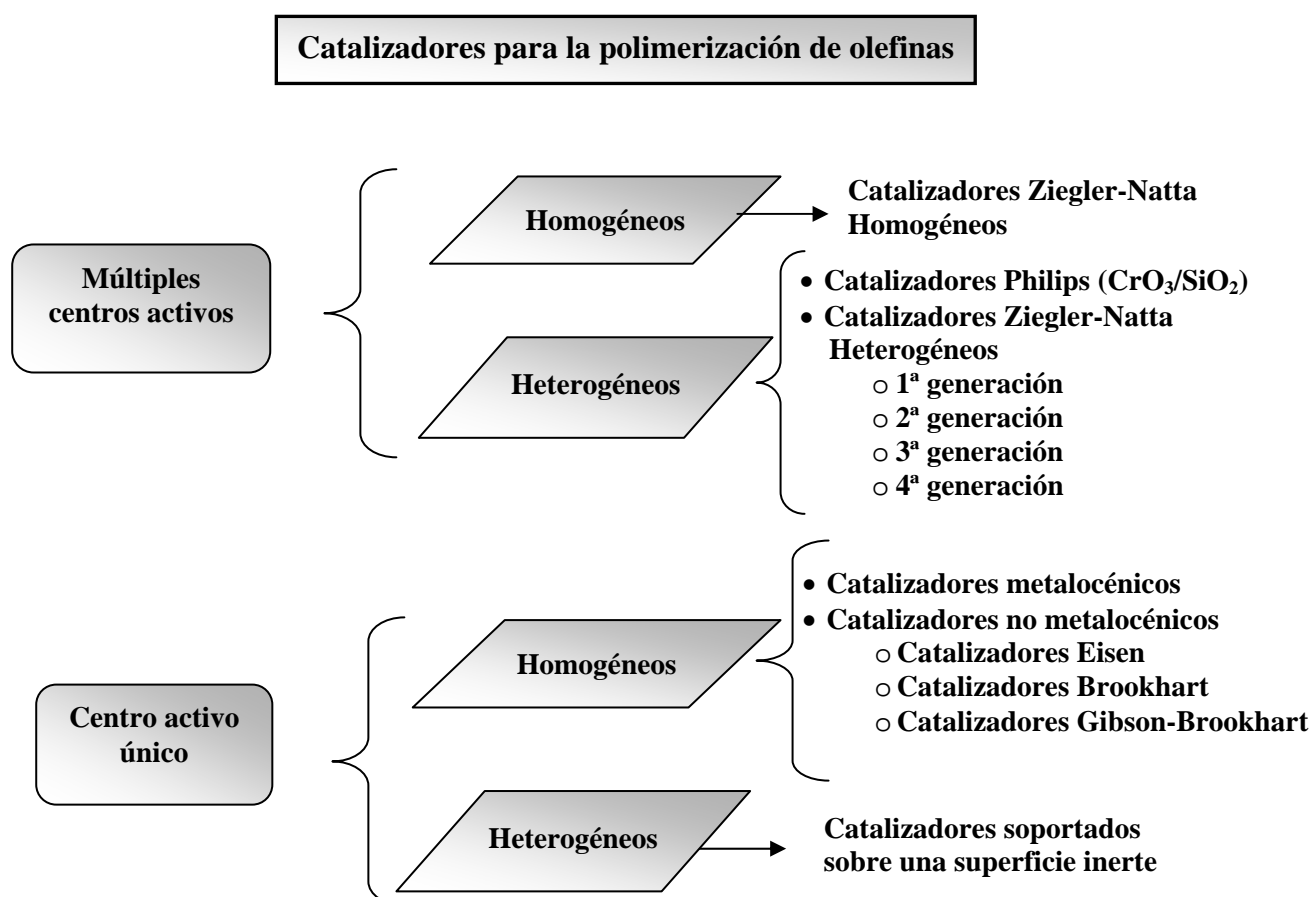 Catalizadores para la polimerización de olefinas
Múltiples
centros activos
Homogéneos
Catalizadores Ziegler-Natta
Homogéneos
Heterogéneos
• Catalizadores Philips (CrO₃/SiO₂)
• Catalizadores Ziegler-Natta
Heterogéneos
o 1ª generación
o 2ª generación
o 3ª generación
o 4ª generación
Centro activo
único
Homogéneos
• Catalizadores metalocénicos
• Catalizadores no metalocénicos
o Catalizadores Eisen
o Catalizadores Brookhart
o Catalizadores Gibson-Brookhart
Heterogéneos
Catalizadores soportados
sobre una superficie inerte